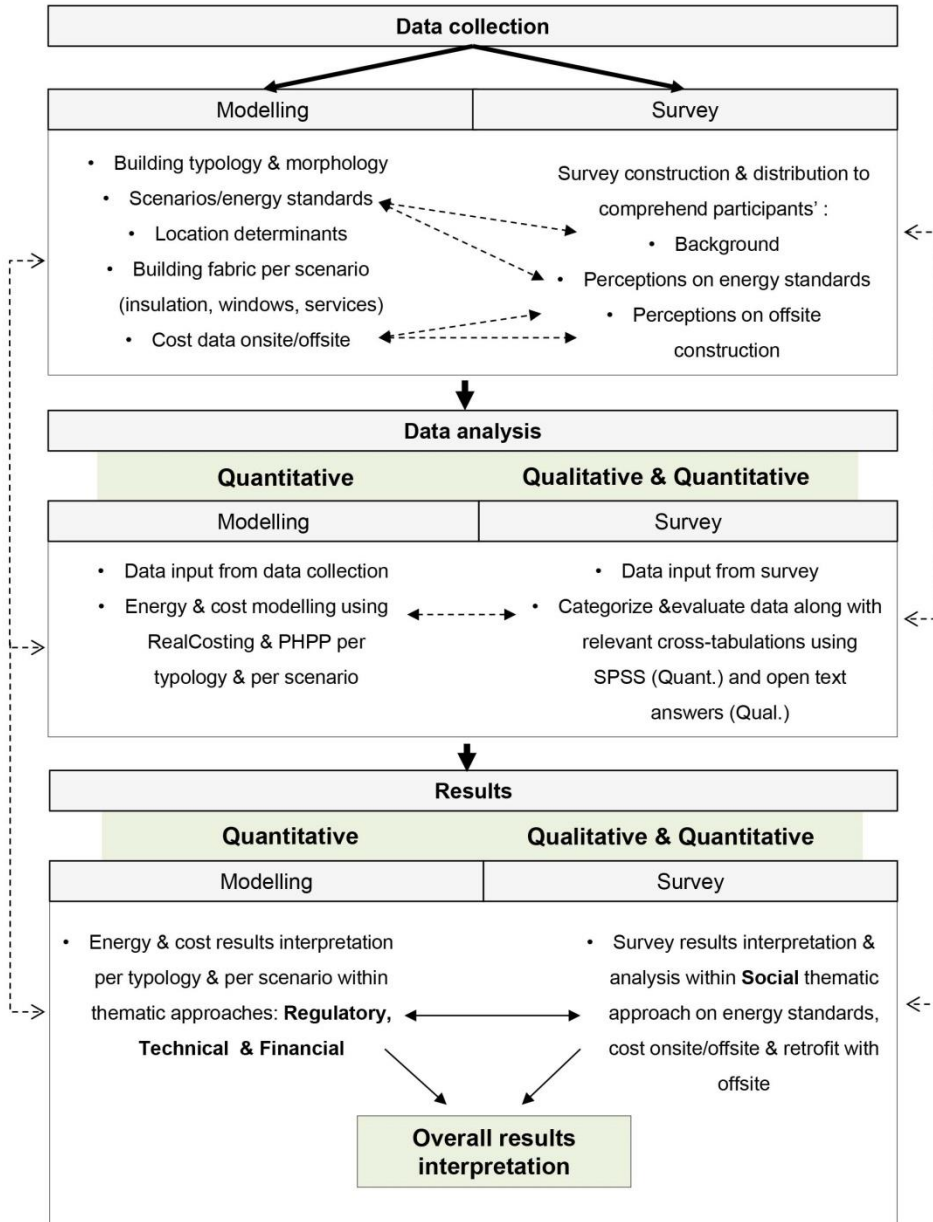 Data collection
Modelling
Survey
• Building typology & morphology
• Scenarios/energy standards
• Location determinants
• Building fabric per scenario
(insulation, windows, services)
• Cost data onsite/offsite
Survey construction & distribution to
comprehend participants' :
• Background
• Perceptions on energy standards
• Perceptions on offsite
construction
Data analysis
Quantitative
Qualitative & Quantitative
Modelling
Survey
• Data input from data collection
• Energy & cost modelling using
RealCosting & PHPP per
typology & per scenario
• Data input from survey
• Categorize &evaluate data along with
relevant cross-tabulations using
SPSS (Quant.) and open text
answers (Qual.)
Results
Quantitative
Qualitative & Quantitative
Modelling
Survey
• Energy & cost results interpretation
per typology & per scenario within
thematic approaches: Regulatory,
Technical & Financial
• Survey results interpretation &
analysis within Social thematic
approach on energy standards,
cost onsite/offsite & retrofit with
offsite
Overall results
interpretation